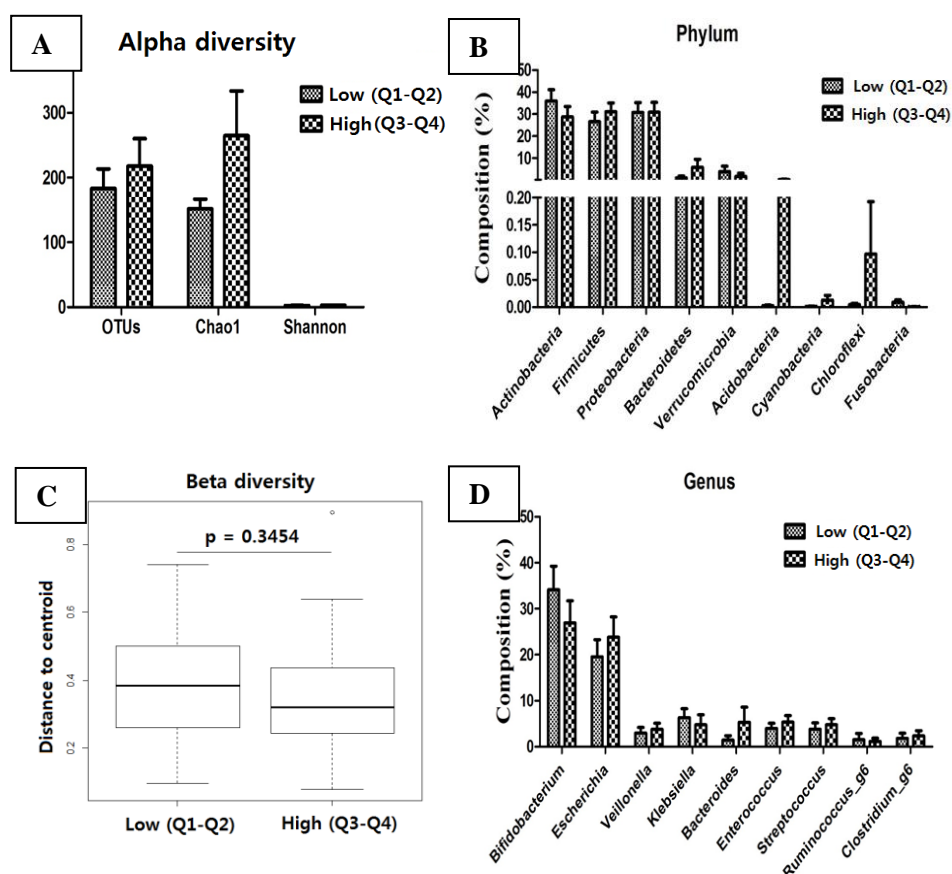 A
Alpha diversity
Low (Q1-Q2)
High (Q3-Q4)
300
200
100
0
OTUs
Chao1
Shannon
B
Phylum
Low (Q1-Q2)
High (Q3-Q4)
Composition (%)
50
40
30
20
10
0.20
0.15
0.10
0.05
0.00
Actinobacteria
Firmicutes
Proteobacteria
Bacteroidetes
Verrucomicrobia
Acidobacteria
Cyanobacteria
Chloroflexi
Fusobacteria
C
Beta diversity
p = 0.3454
Distance to centroid
0.8
0.6
0.4
0.2
Low (Q1-Q2)
High (Q3-Q4)
D
Genus
Low (Q1-Q2)
High (Q3-Q4)
Composition (%)
50
40
30
20
10
0
Bifidobacterium
Escherichia
Veillonella
Klebsiella
Bacteroides
Enterococcus
Streptococcus
Ruminococcus_g6
Clostridium_g6